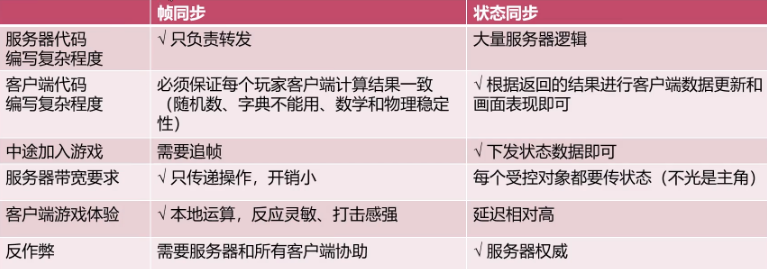 帧同步 状态同步
服务器代码
编写复杂程度
√ 只负责转发
大量服务器逻辑
客户端代码
编写复杂程度
必须保证每个玩家客户端计算结果一致
（随机数、字典不能用、数学和物理稳定
性）
√ 根据返回的结果进行客户端数据更新和
画面表现即可
中途加入游戏
需要追帧
√ 下发状态数据即可
服务器带宽要求
√ 只传递操作，开销小
每个受控对象都要传状态（不光是主角）
客户端游戏体验
√ 本地运算，反应灵敏、打击感强
延迟相对高
反作弊
需要服务器和所有客户端协助
√ 服务器权威